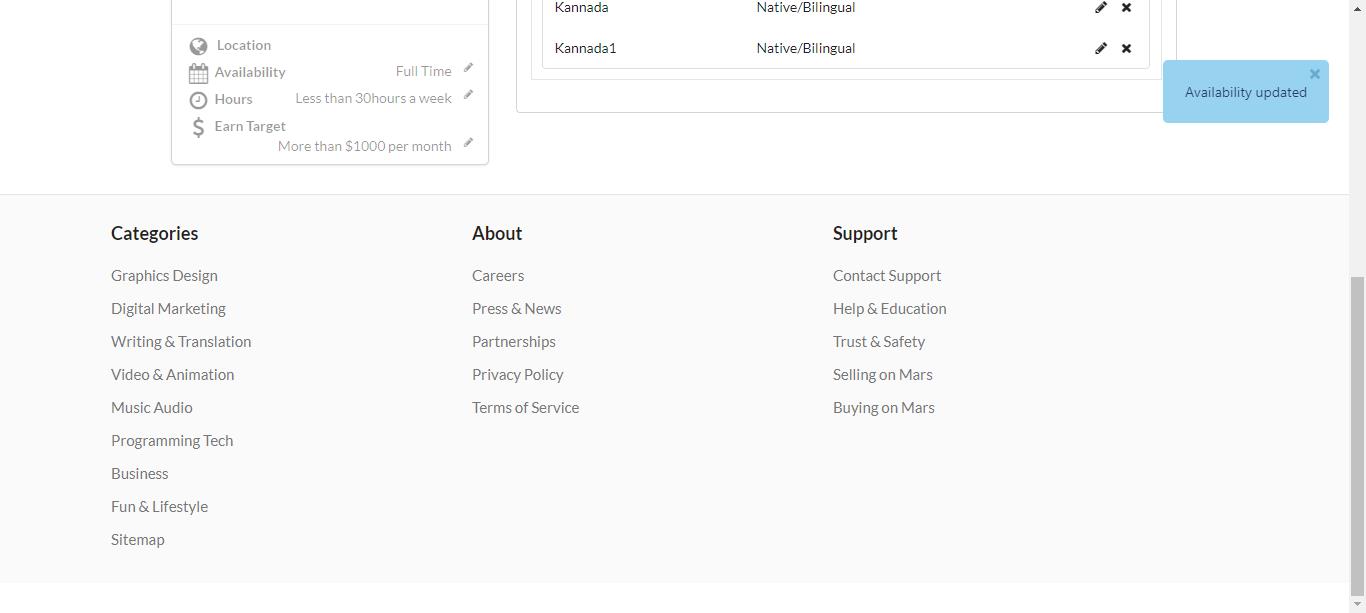 Kannada Native/Bilingual
Kannada1 Native/Bilingual
Location
Availability Full Time
Hours Less than 30hours a week
Earn Target
More than $1000 per month
Availability updated
Categories
Graphics Design
Digital Marketing
Writing & Translation
Video & Animation
Music Audio
Programming Tech
Business
Fun & Lifestyle
Sitemap
About
Careers
Press & News
Partnerships
Privacy Policy
Terms of Service
Support
Contact Support
Help & Education
Trust & Safety
Selling on Mars
Buying on Mars